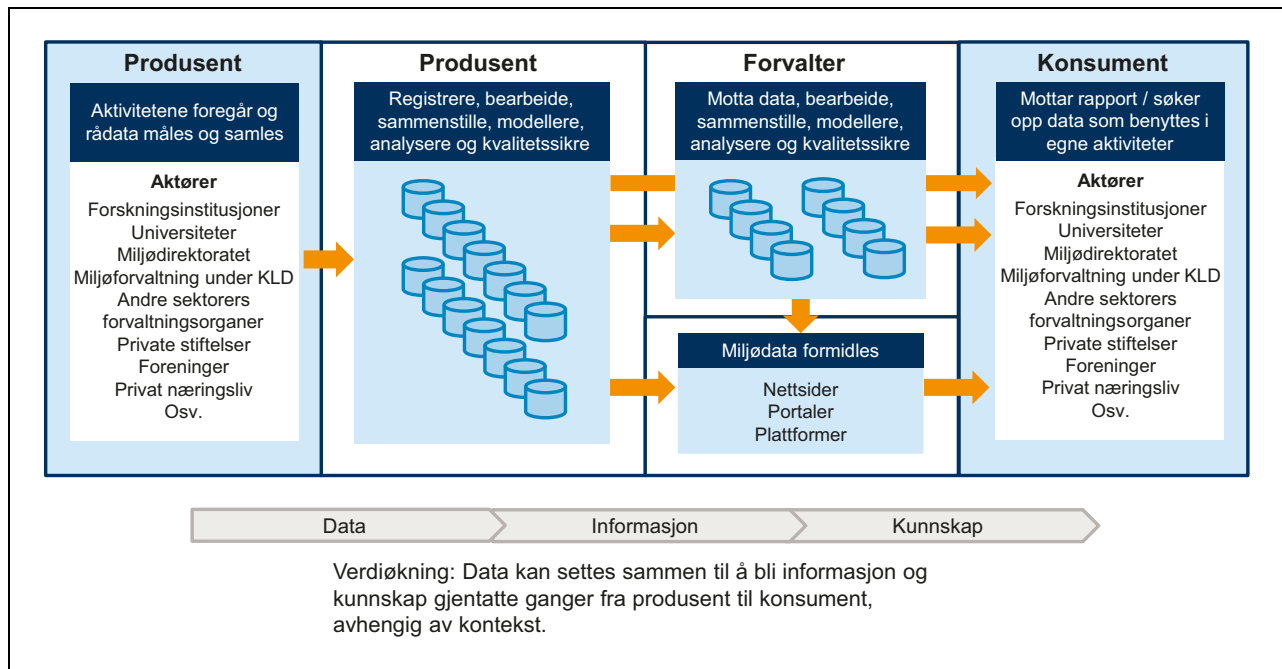 Produsent
Aktivitetene foregår og
rådata måles og samles
Aktører
Forskningsinstitusjoner
Universiteter
Miljødirektoratet
Miljøforvaltning under KLD
Andre sektorers
forvaltningsorganer
Private stiftelser
Foreninger
Privat næringsliv
Osv.
Produsent
Registrere, bearbeide,
sammenstille, modellere,
analysere og kvalitetssikre
Forvalter
Motta data, bearbeide,
sammenstille, modellere,
analysere og kvalitetssikre
Miljødata formidles
Nettsider
Portaler
Plattformer
Konsument
Mottar rapport / søker
opp data som benyttes i
egne aktiviteter
Aktører
Forskningsinstitusjoner
Universiteter
Miljødirektoratet
Miljøforvaltning under KLD
Andre sektorers
forvaltningsorganer
Private stiftelser
Foreninger
Privat næringsliv
Osv.
Data
Informasjon
Kunnskap
Verdiøkning: Data kan settes sammen til å bli informasjon og
kunnskap gjentatte ganger fra produsent til konsument,
avhengig av kontekst.